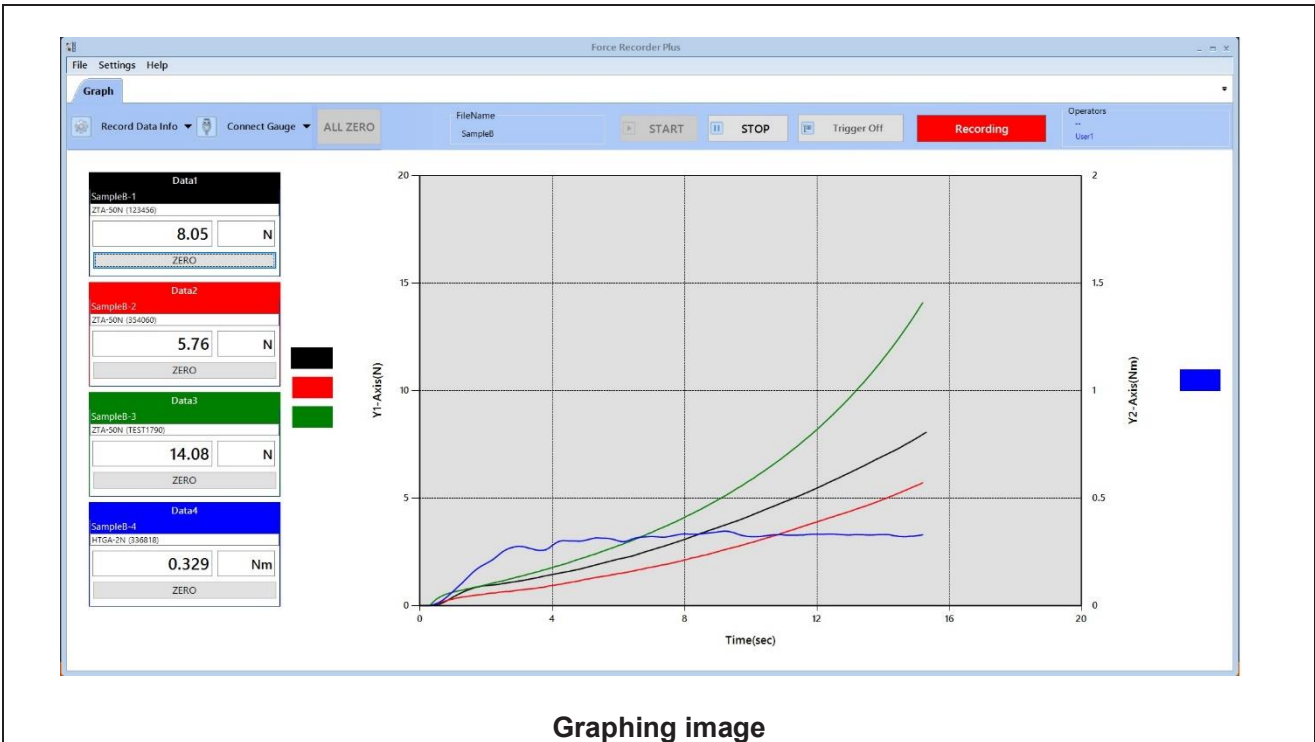 Force Recorder Plus
File Settings Help
Graph
Record Data Info
Connect Gauge
ALL ZERO
FileName
SampleB
START
STOP
Trigger Off
Recording
Operators
--
User1
Data1
SampleB-1
ZTA-50N (123456)
8.05 N
ZERO
Data2
SampleB-2
ZTA-50N (354060)
5.76 N
ZERO
Data3
SampleB-3
ZTA-50N (TEST1790)
14.08 N
ZERO
Data4
SampleB-4
HTGA-2N (336818)
0.329 Nm
ZERO
Y1-Axis(N)
20
15
10
5
0
0 4 8 12 16 20
Time(sec)
2
1.5
1
0.5
0
Y2-Axis(Nm)
Graphing image